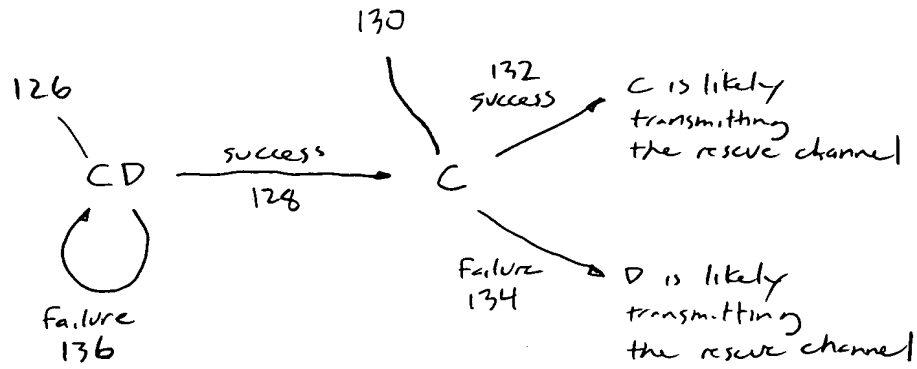 130
126
132
success
C is likely
transmitting
the rescue channel
success
CD
C
128
Failure
136
Failure
134
D is likely
transmitting
the rescue channel